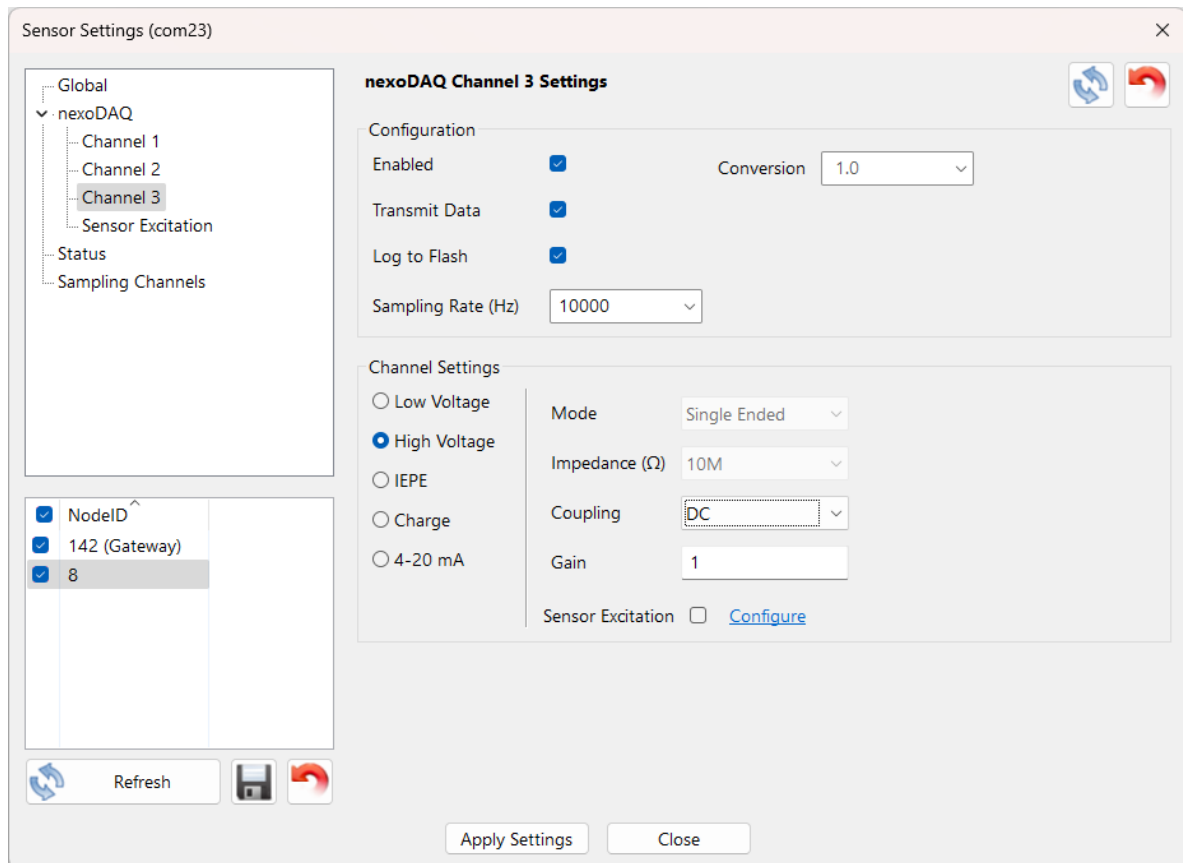 Sensor Settings (com23)
Global
nexoDAQ
Channel 1
Channel 2
Channel 3
Sensor Excitation
Status
Sampling Channels
NodeID
142 (Gateway)
8
Refresh
nexoDAQ Channel 3 Settings
Configuration
Enabled
Conversion 1.0
Transmit Data
Log to Flash
Sampling Rate (Hz) 10000
Channel Settings
Low Voltage
High Voltage
IEPE
Charge
4-20 mA
Mode Single Ended
Impedance (Ω) 10M
Coupling DC
Gain 1
Sensor Excitation Configure
Apply Settings Close